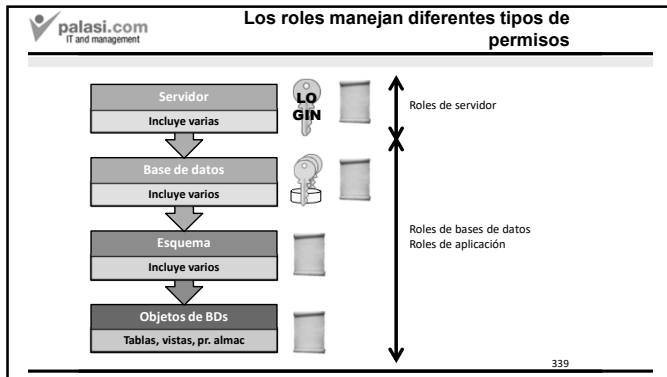 palasi.com
IT and management
Los roles manejan diferentes tipos de
permisos
Servidor
Incluye varias
LO
GIN
Roles de servidor
Base de datos
Incluye varios
Roles de bases de datos
Roles de aplicación
Esquema
Incluye varios
Objetos de BDs
Tablas, vistas, pr. almac
339